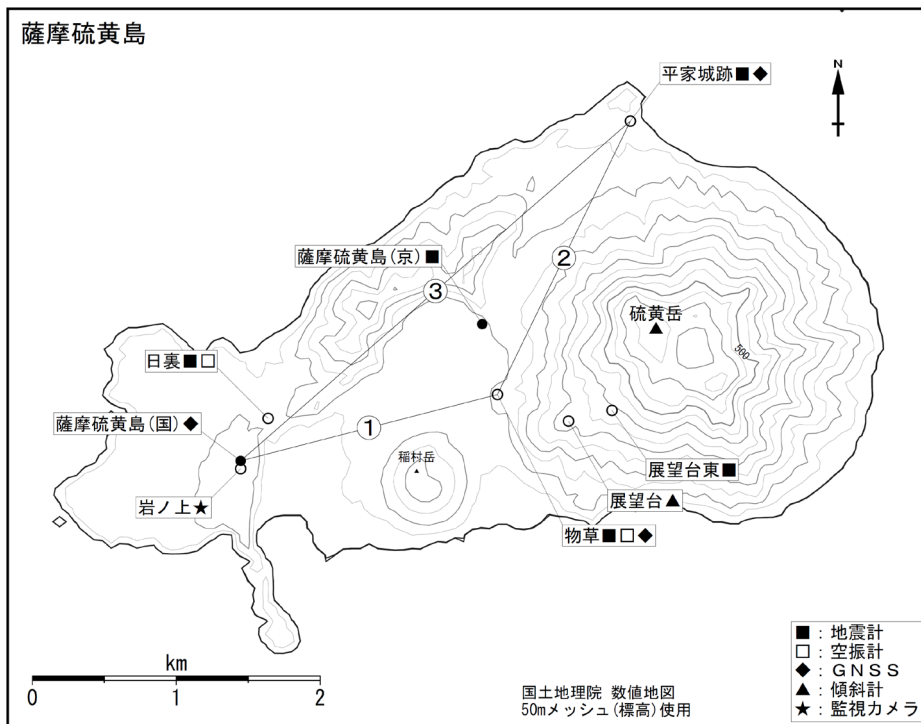 薩摩硫黄島
平家城跡■◆
N
薩摩硫黄島(京)■
②
③
硫黄岳
▲
500
日裏■□
薩摩硫黄島(国)◆
①
稲村岳
▲
岩ノ上★
展望台東■
展望台▲
物草■□◆
km
0 1 2
国土地理院 数値地図
50mメッシュ(標高)使用
■:地震計
□:空振計
◆:GNSS
▲:傾斜計
★:監視カメラ